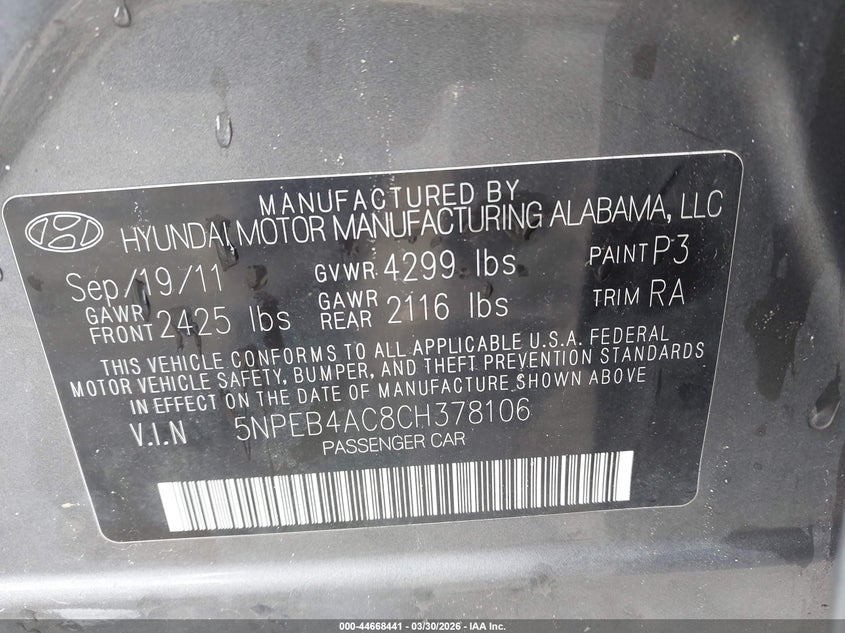 MANUFACTURED BY
HYUNDAI MOTOR MANUFACTURING ALABAMA, LLC
Sep/19/11 GVWR 4299 lbs PAINT P3
GAWR FRONT 2425 lbs GAWR REAR 2116 lbs TRIM RA
THIS VEHICLE CONFORMS TO ALL APPLICABLE U.S.A. FEDERAL
MOTOR VEHICLE SAFETY, BUMPER, AND THEFT PREVENTION STANDARDS
IN EFFECT ON THE DATE OF MANUFACTURE SHOWN ABOVE
V.I.N 5NPEB4AC8CH378106
PASSENGER CAR
000-44668441 — 03/30/2026 — IAA Inc.